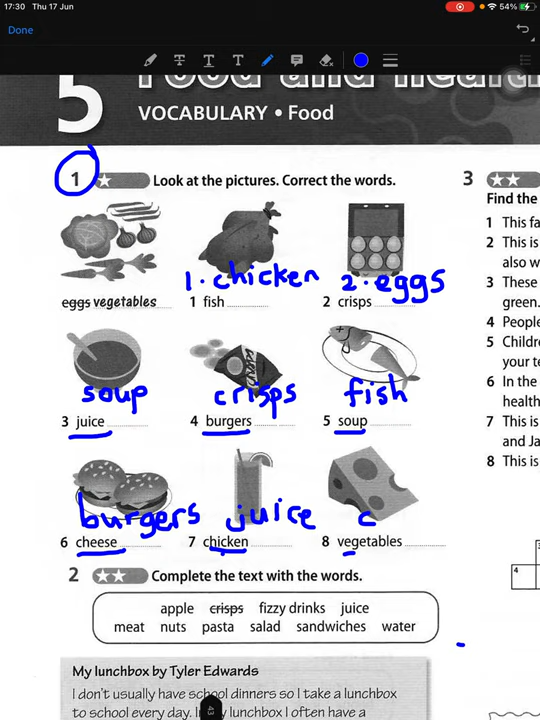 17:30 Thu 17 Jun
54%
Done
T T T
5 Food and health
VOCABULARY • Food
1 ★ Look at the pictures. Correct the words.
eggs vegetables
1. chicken
1 fish
2. eggs
2 crisps
soup
3 juice
crisps
4 burgers
fish
5 soup
burgers
6 cheese
juice
7 chicken
c
8 vegetables
2 ★★ Complete the text with the words.
apple crisps fizzy drinks juice
meat nuts pasta salad sandwiches water
My lunchbox by Tyler Edwards
I don't usually have school dinners so I take a lunchbox
to school every day. In my lunchbox I often have a
3 ★★
Find the
1 This fa
2 This is
also w
3 These
green.
4 People
5 Childre
your te
6 In the
health
7 This is
and Ja
8 This is
4